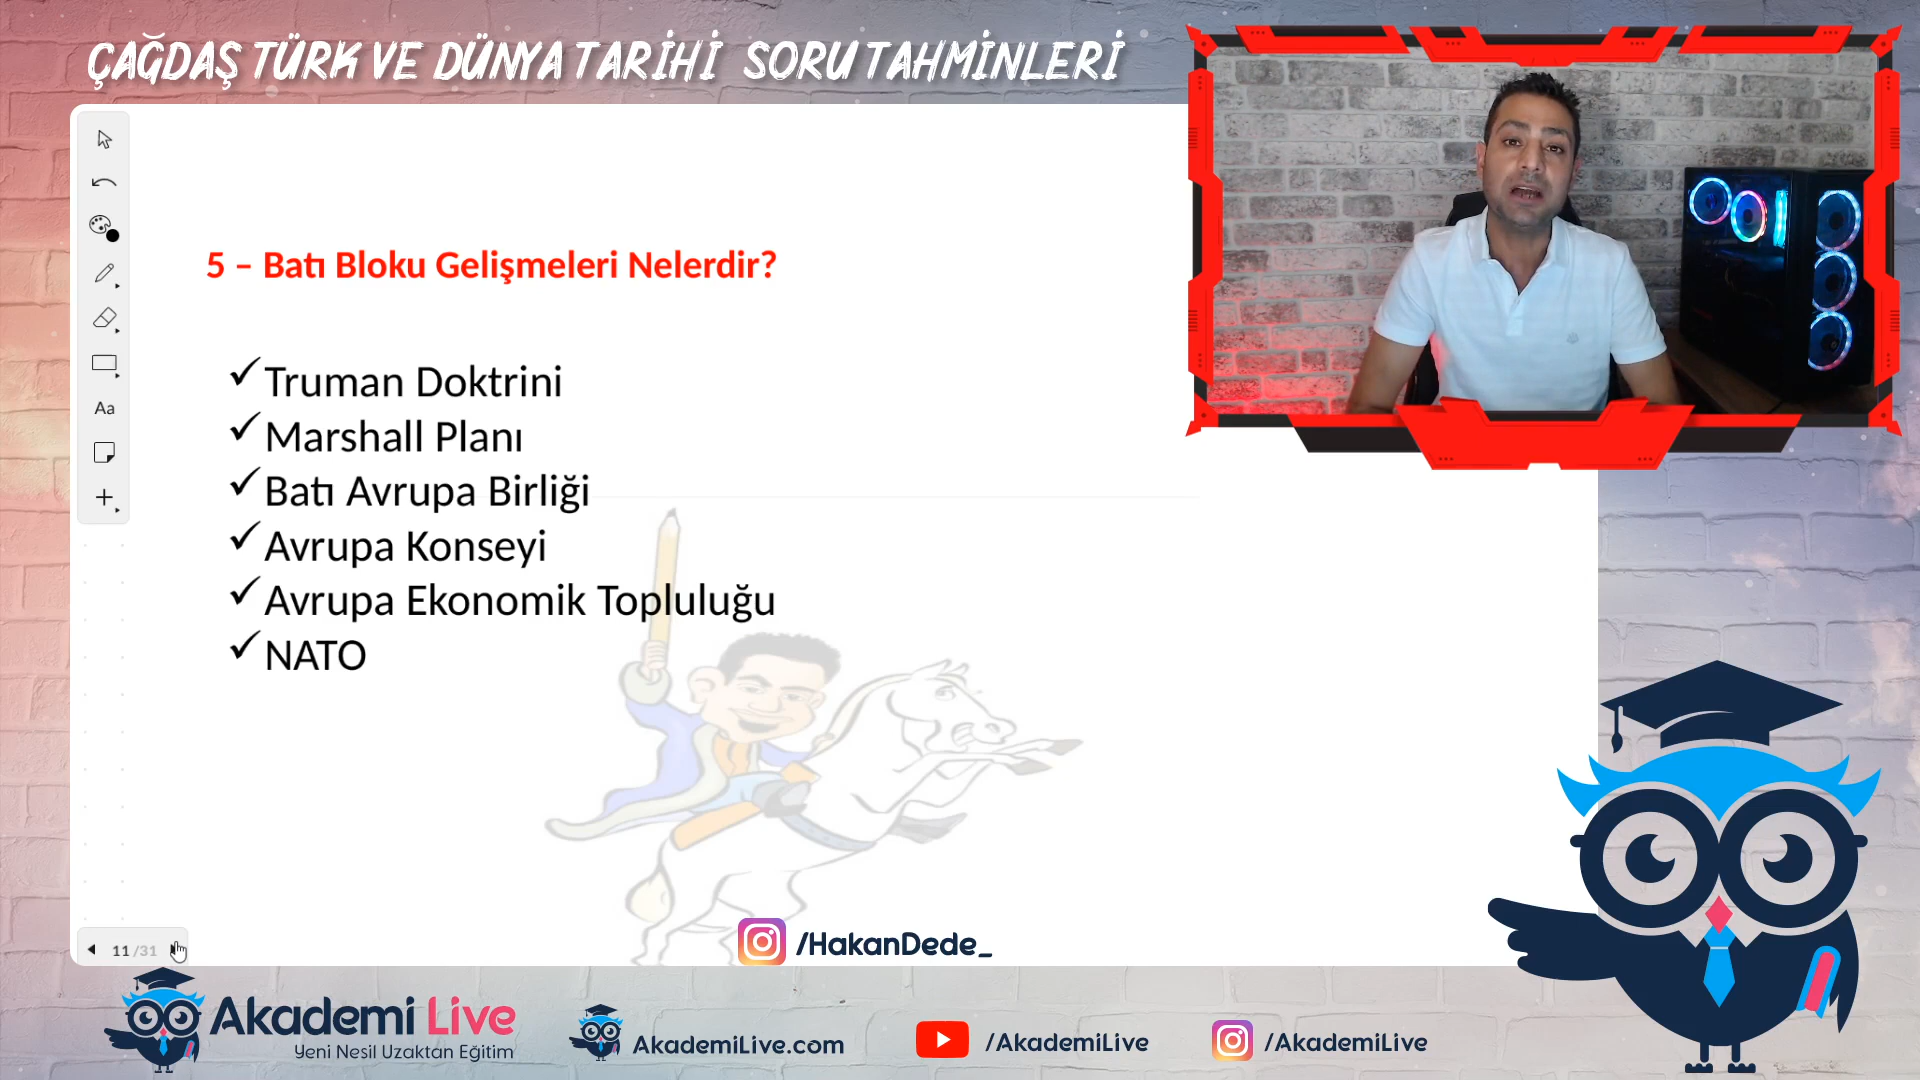 ÇAĞDAŞ TÜRK VE DÜNYA TARİHİ SORU TAHMİNLERİ
5 – Batı Bloku Gelişmeleri Nelerdir?
✓Truman Doktrini
✓Marshall Planı
✓Batı Avrupa Birliği
✓Avrupa Konseyi
✓Avrupa Ekonomik Topluluğu
✓NATO
Aa
11 /31
/HakanDede_
Akademi Live
Yeni Nesil Uzaktan Eğitim
AkademiLive.com
/AkademiLive
/AkademiLive